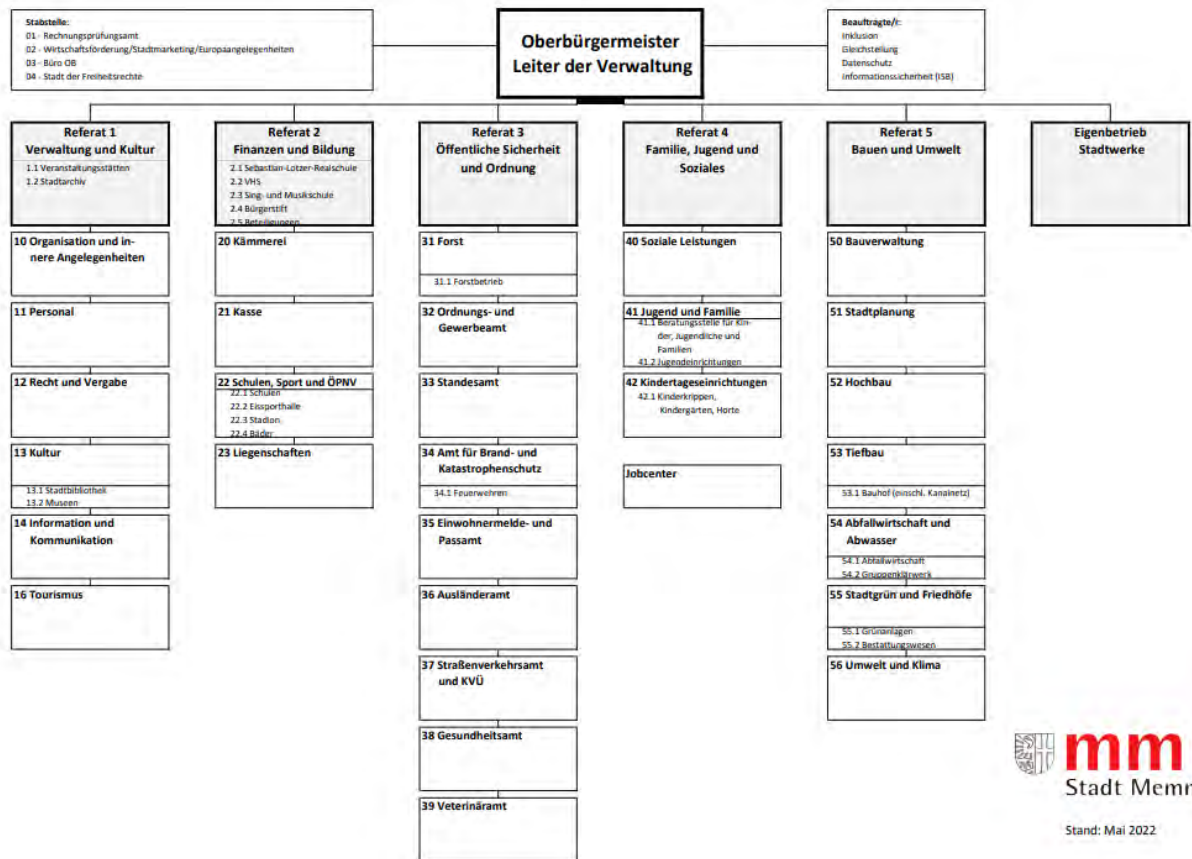 Stabstelle:
01 - Rechnungsprüfungsamt
02 - Wirtschaftsförderung/Stadtmarketing/Europaangelegenheiten
03 - Büro OB
04 - Stadt der Freiheitsrechte
Oberbürgermeister
Leiter der Verwaltung
Beauftragte/r:
Inklusion
Gleichstellung
Datenschutz
Informationssicherheit (ISB)
Referat 1
Verwaltung und Kultur
1.1 Veranstaltungsstätten
1.2 Stadtarchiv
10 Organisation und in-
nere Angelegenheiten
11 Personal
12 Recht und Vergabe
13 Kultur
13.1 Stadtbibliothek
13.2 Museen
14 Information und
Kommunikation
16 Tourismus
Referat 2
Finanzen und Bildung
2.1 Sebastian-Lotzer-Realschule
2.2 VHS
2.3 Sing- und Musikschule
2.4 Bürgerstift
2.5 Beteiligungen
20 Kämmerei
21 Kasse
22 Schulen, Sport und ÖPNV
22.1 Schulen
22.2 Eissporthalle
22.3 Stadion
22.4 Bäder
23 Liegenschaften
Referat 3
Öffentliche Sicherheit
und Ordnung
31 Forst
31.1 Forstbetrieb
32 Ordnungs- und
Gewerbeamt
33 Standesamt
34 Amt für Brand- und
Katastrophenschutz
34.1 Feuerwehren
35 Einwohnermelde- und
Passamt
36 Ausländeramt
37 Straßenverkehrsamt
und KVÜ
38 Gesundheitsamt
39 Veterinäramt
Referat 4
Familie, Jugend und
Soziales
40 Soziale Leistungen
41 Jugend und Familie
41.1 Beratungsstelle für Kin-
der, Jugendliche und
Familien
41.2 Jugendeinrichtungen
42 Kindertageseinrichtungen
42.1 Kinderkrippen,
Kindergärten, Horte
Jobcenter
Referat 5
Bauen und Umwelt
50 Bauverwaltung
51 Stadtplanung
52 Hochbau
53 Tiefbau
53.1 Bauhof (einschl. Kanalnetz)
54 Abfallwirtschaft und
Abwasser
54.1 Abfallwirtschaft
54.2 Gruppenklärwerk
55 Stadtgrün und Friedhöfe
55.1 Grünanlagen
55.2 Bestattungswesen
56 Umwelt und Klima
Eigenbetrieb
Stadtwerke
mm
Stadt Memm
Stand: Mai 2022